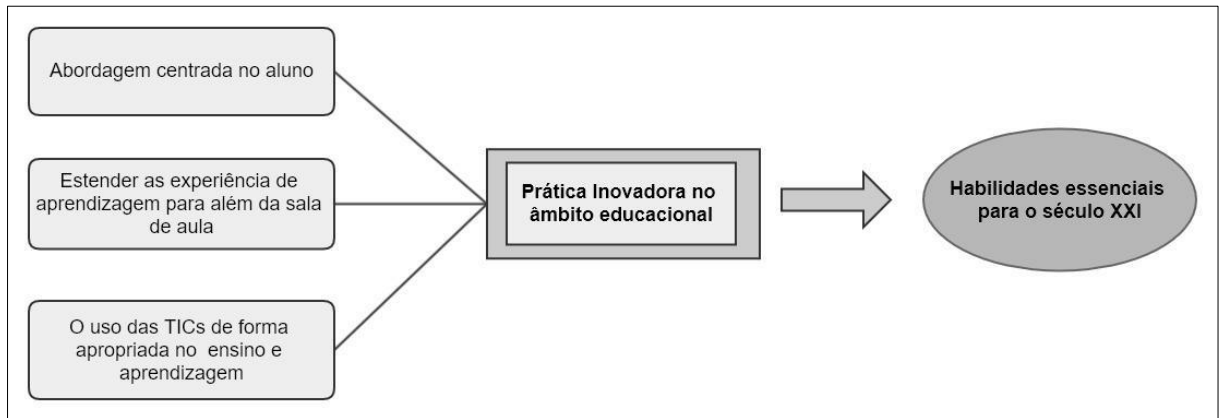 Abordagem centrada no aluno
Estender as experiência de
aprendizagem para além da sala
de aula
O uso das TICs de forma
apropriada no ensino e
aprendizagem
Prática Inovadora no
âmbito educacional
Habilidades essenciais
para o século XXI